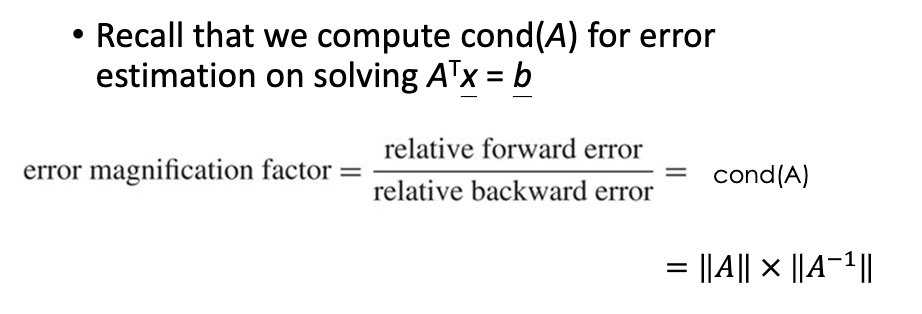 • Recall that we compute cond(A) for error
estimation on solving Aᵀx = b
error magnification factor = relative forward error / relative backward error = cond(A)
= ||A|| × ||A⁻¹||